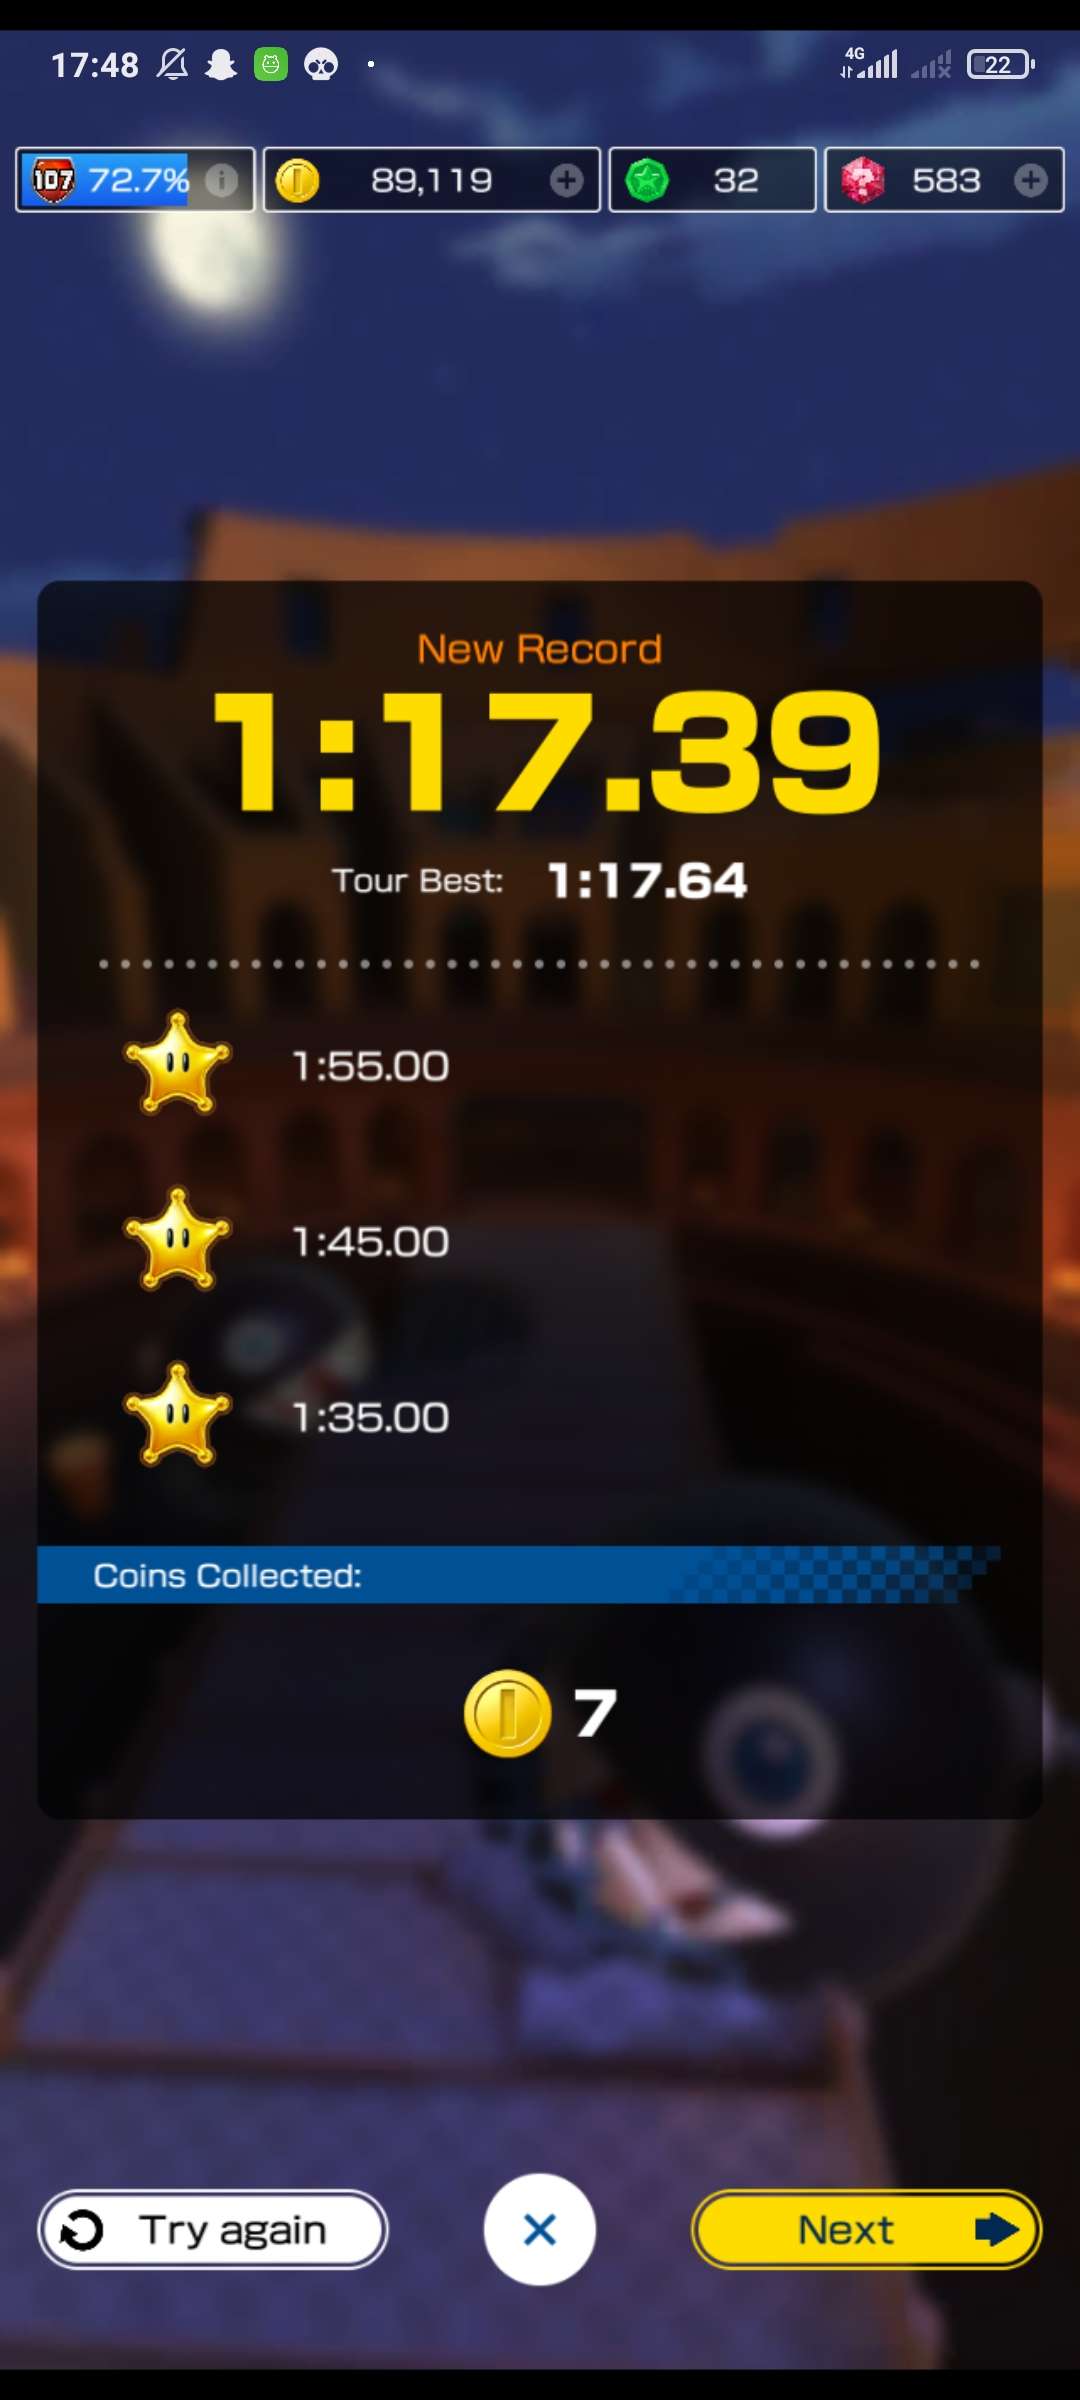 17:48 4G 22
107 72.7% 89,119 32 583
New Record
1:17.39
Tour Best: 1:17.64
1:55.00
1:45.00
1:35.00
Coins Collected:
7
Try again Next